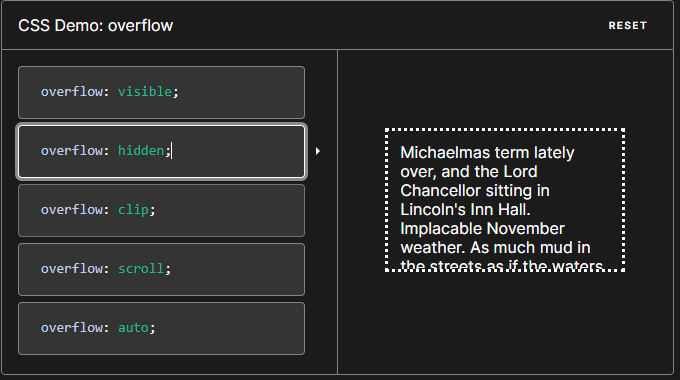 CSS Demo: overflow
RESET
overflow: visible;
overflow: hidden;
overflow: clip;
overflow: scroll;
overflow: auto;
Michaelmas term lately
over, and the Lord
Chancellor sitting in
Lincoln's Inn Hall.
Implacable November
weather. As much mud in
the streets as if the waters